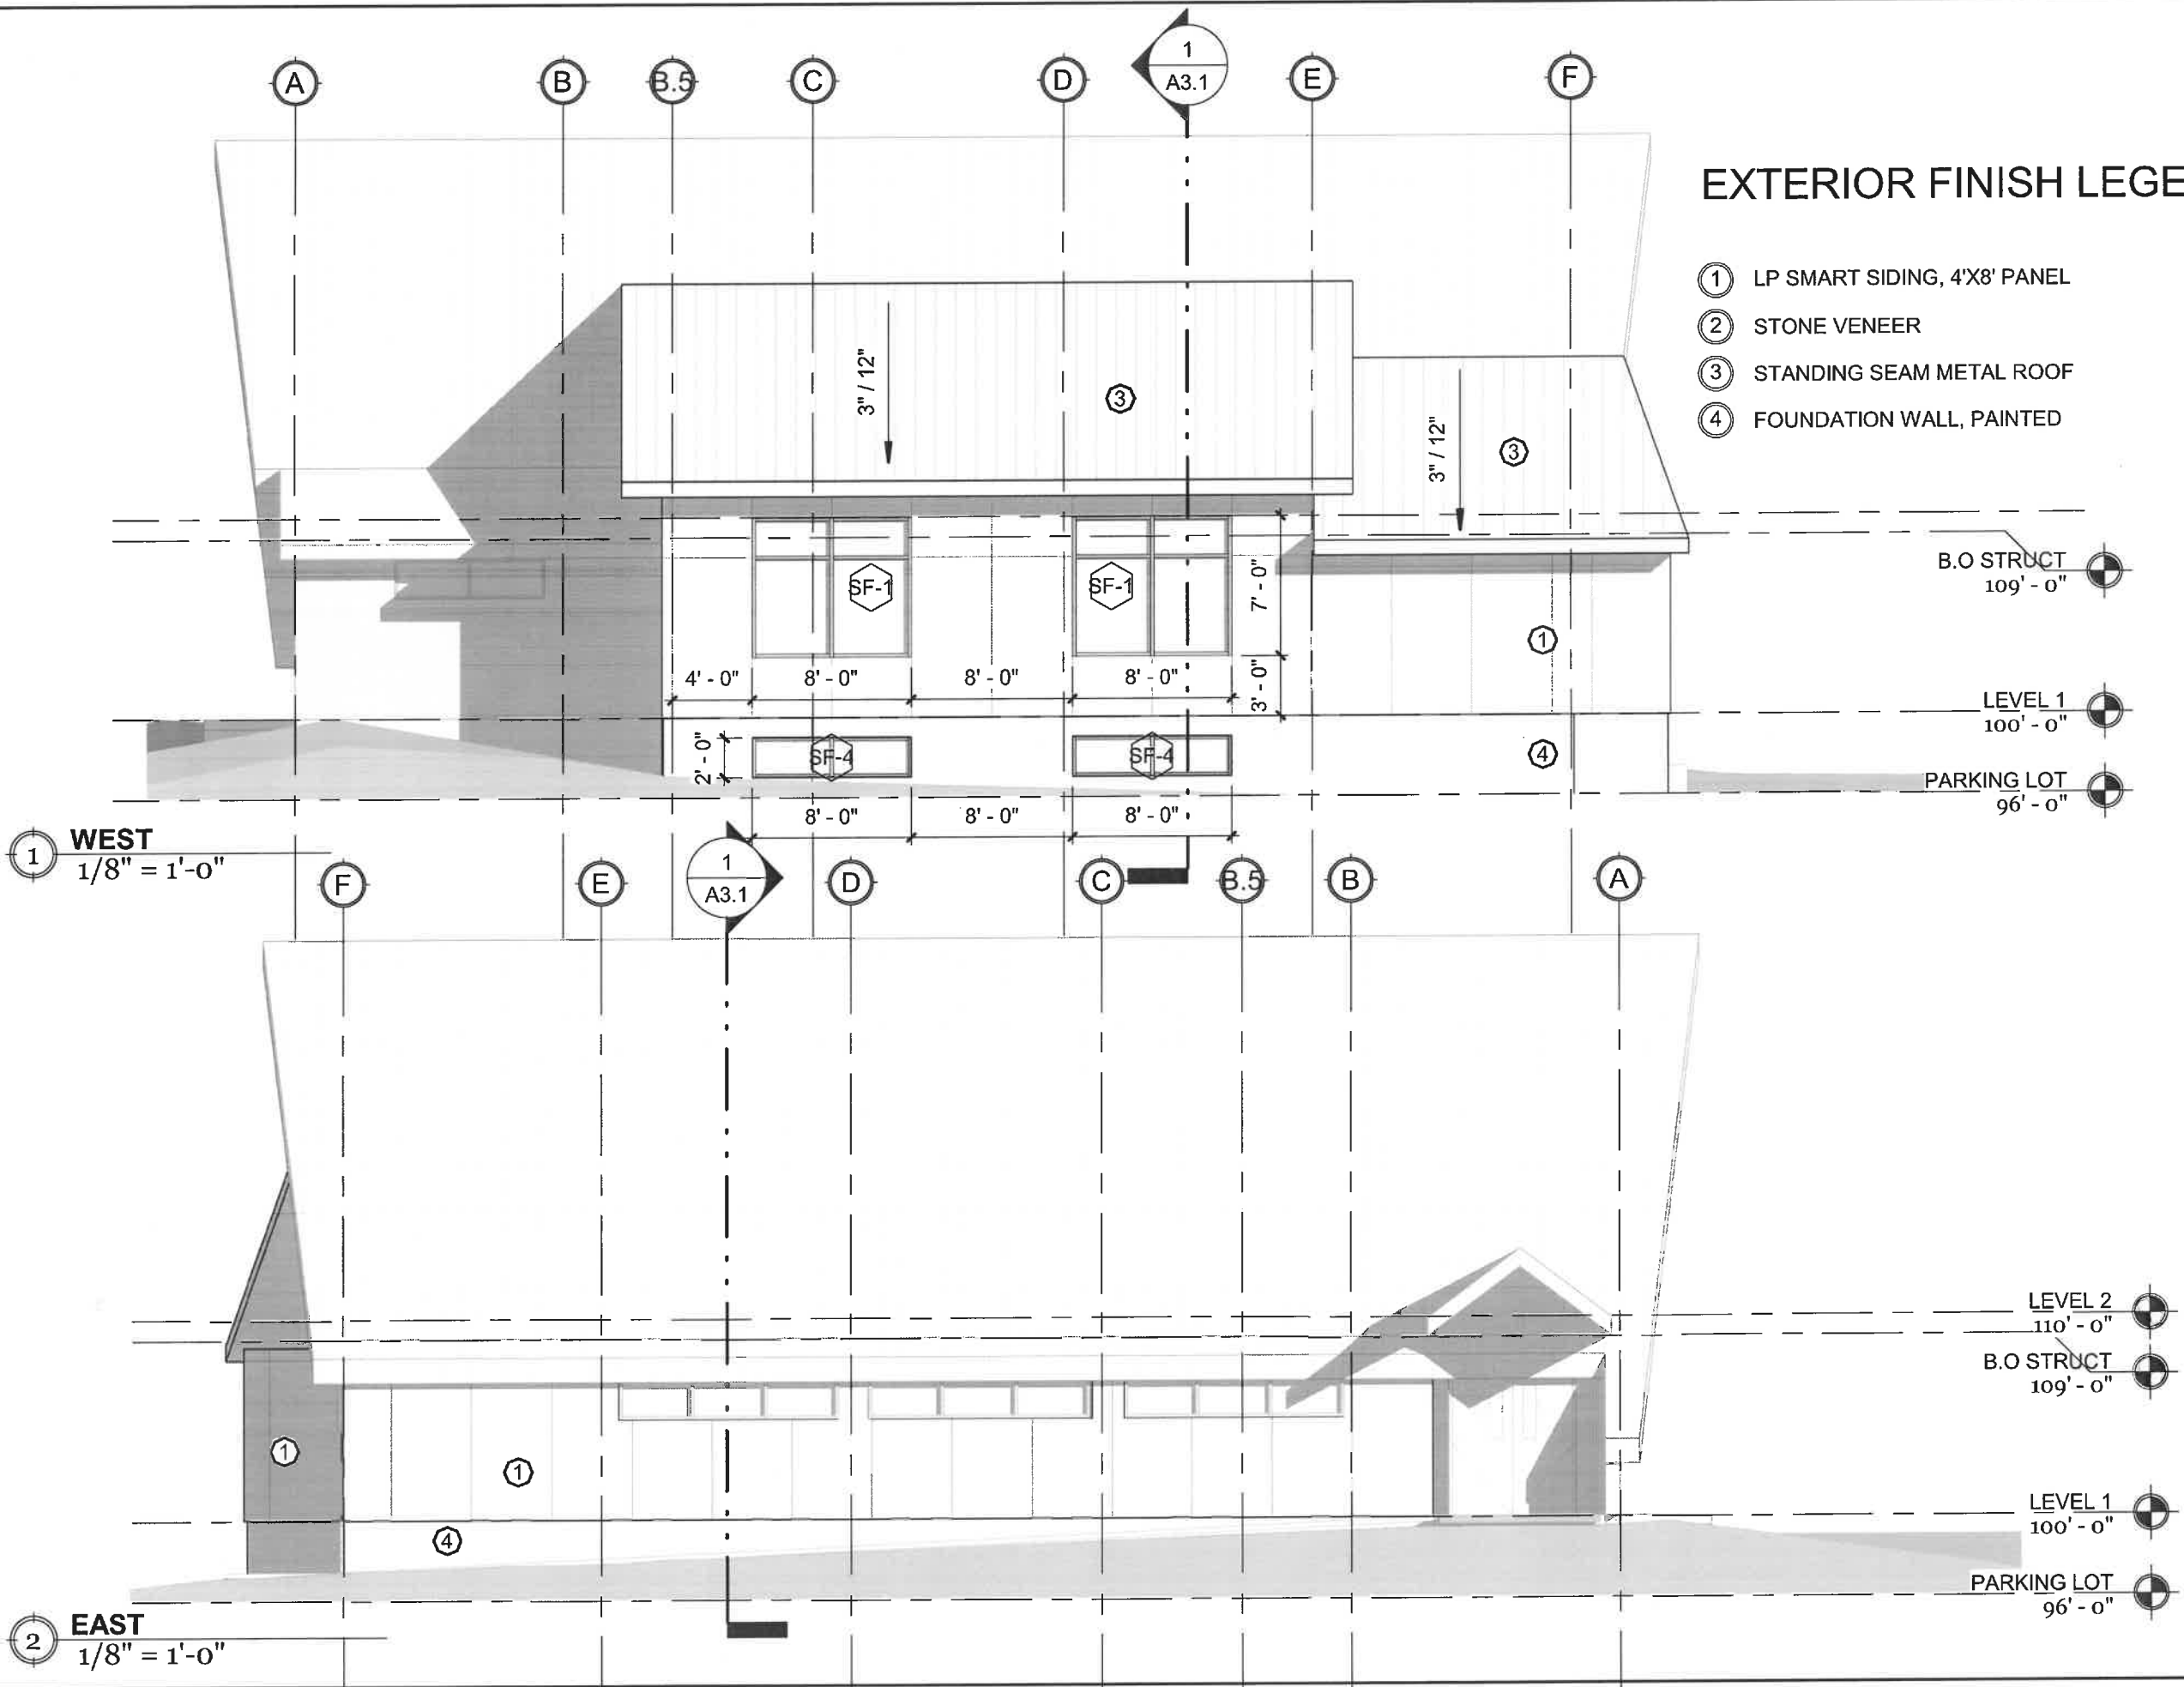 A
B
B.5
C
D
1
A3.1
E
F
EXTERIOR FINISH LEGE
1 LP SMART SIDING, 4'X8' PANEL
2 STONE VENEER
3 STANDING SEAM METAL ROOF
4 FOUNDATION WALL, PAINTED
3" / 12"
3
3" / 12"
3
B.O STRUCT
109' - 0"
SF-1
SF-1
7' - 0"
1
4' - 0"
8' - 0"
8' - 0"
8' - 0"
3' - 0"
LEVEL 1
100' - 0"
2' - 0"
SF-4
SF-4
4
PARKING LOT
96' - 0"
8' - 0"
8' - 0"
8' - 0"
1 WEST
1/8" = 1'-0"
F
E
1
A3.1
D
C
B.5
B
A
LEVEL 2
110' - 0"
B.O STRUCT
109' - 0"
1
1
LEVEL 1
100' - 0"
4
PARKING LOT
96' - 0"
2 EAST
1/8" = 1'-0"